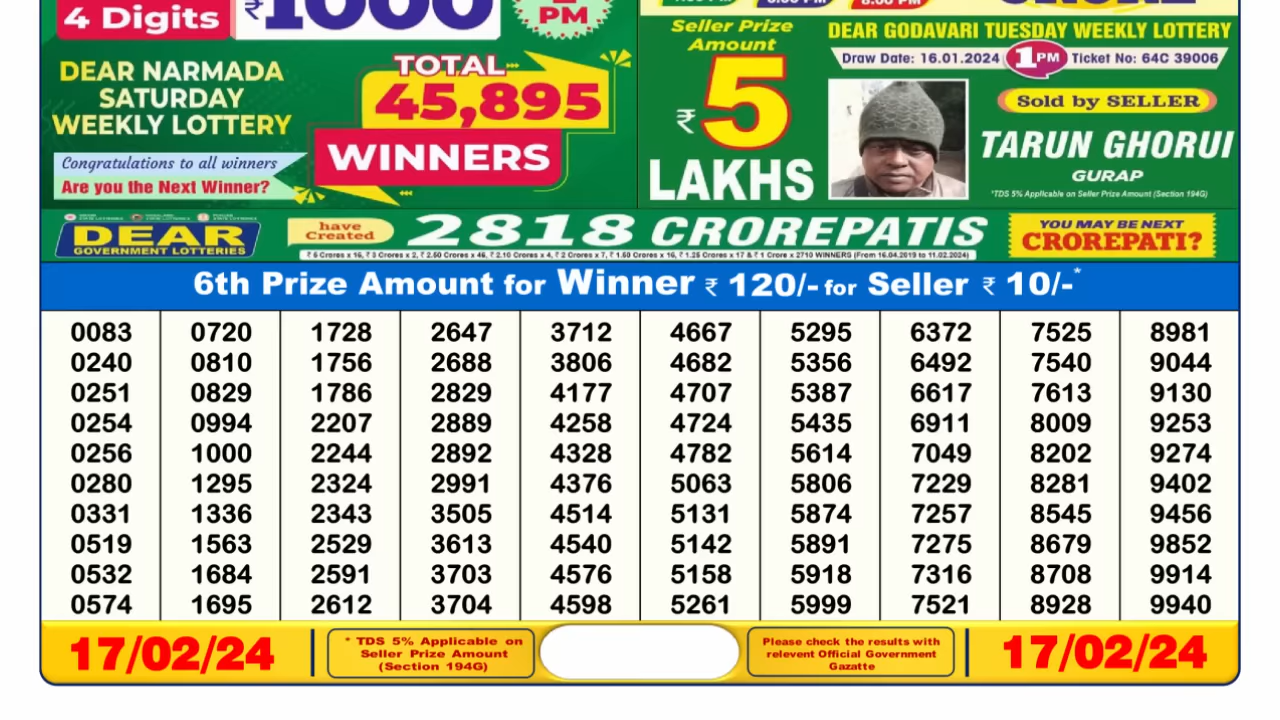 4 Digits ₹1000
PM
DEAR NARMADA
SATURDAY
WEEKLY LOTTERY
TOTAL
45,895
WINNERS
Congratulations to all winners
Are you the Next Winner?
Seller Prize
Amount
₹ 5
LAKHS
DEAR GODAVARI TUESDAY WEEKLY LOTTERY
Draw Date: 16.01.2024 1PM Ticket No: 64C 39006
Sold by SELLER
TARUN GHORUI
GURAP
*TDS 5% Applicable on Seller Prize Amount (Section 194G)
DEAR
GOVERNMENT LOTTERIES
have
Created
2818 CROREPATIS
YOU MAY BE NEXT
CROREPATI?
6th Prize Amount for Winner ₹ 120/- for Seller ₹ 10/-*
0083 0720 1728 2647 3712 4667 5295 6372 7525 8981
0240 0810 1756 2688 3806 4682 5356 6492 7540 9044
0251 0829 1786 2829 4177 4707 5387 6617 7613 9130
0254 0994 2207 2889 4258 4724 5435 6911 8009 9253
0256 1000 2244 2892 4328 4782 5614 7049 8202 9274
0280 1295 2324 2991 4376 5063 5806 7229 8281 9402
0331 1336 2343 3505 4514 5131 5874 7257 8545 9456
0519 1563 2529 3613 4540 5142 5891 7275 8679 9852
0532 1684 2591 3703 4576 5158 5918 7316 8708 9914
0574 1695 2612 3704 4598 5261 5999 7521 8928 9940
17/02/24
* TDS 5% Applicable on
Seller Prize Amount
(Section 194G)
Please check the results with
relevent Official Government
Gazatte
17/02/24